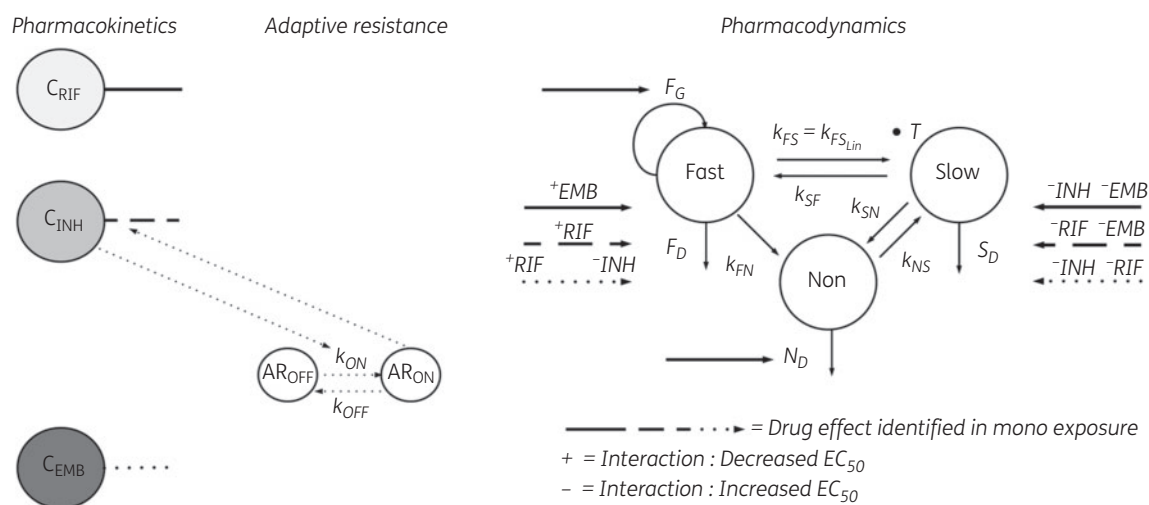 Pharmacokinetics
Adaptive resistance
Pharmacodynamics
C_RIF
C_INH
C_EMB
AR_OFF
AR_ON
k_ON
k_OFF
F_G
Fast
k_FS = k_FS_Lin • T
k_SF
Slow
k_SN
k_NS
Non
k_FN
F_D
S_D
N_D
+EMB
+RIF
+RIF -INH
-INH -EMB
-RIF -EMB
-INH -RIF
= Drug effect identified in mono exposure
+ = Interaction : Decreased EC50
– = Interaction : Increased EC50